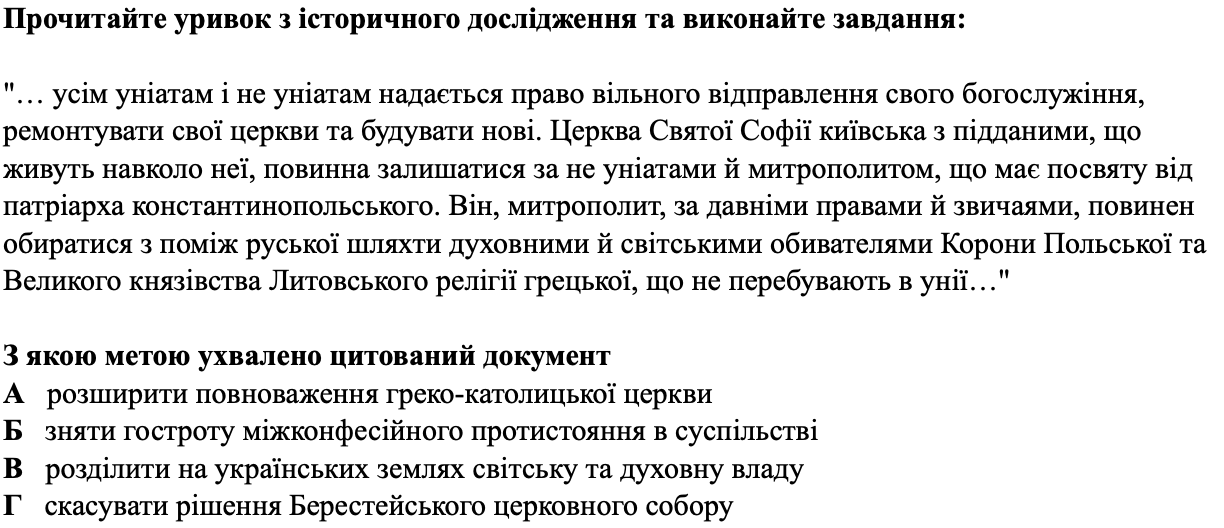 Прочитайте уривок з історичного дослідження та виконайте завдання:
"… усім уніатам і не уніатам надається право вільного відправлення свого богослужіння,
ремонтувати свої церкви та будувати нові. Церква Святої Софії київська з підданими, що
живуть навколо неї, повинна залишатися за не уніатами й митрополитом, що має посвяту від
патріарха константинопольського. Він, митрополит, за давніми правами й звичаями, повинен
обиратися з поміж руської шляхти духовними й світськими обивателями Корони Польської та
Великого князівства Литовського релігії грецької, що не перебувають в унії…"
З якою метою ухвалено цитований документ
А розширити повноваження греко-католицької церкви
Б зняти гостроту міжконфесійного протистояння в суспільстві
В розділити на українських землях світську та духовну владу
Г скасувати рішення Берестейського церковного собору